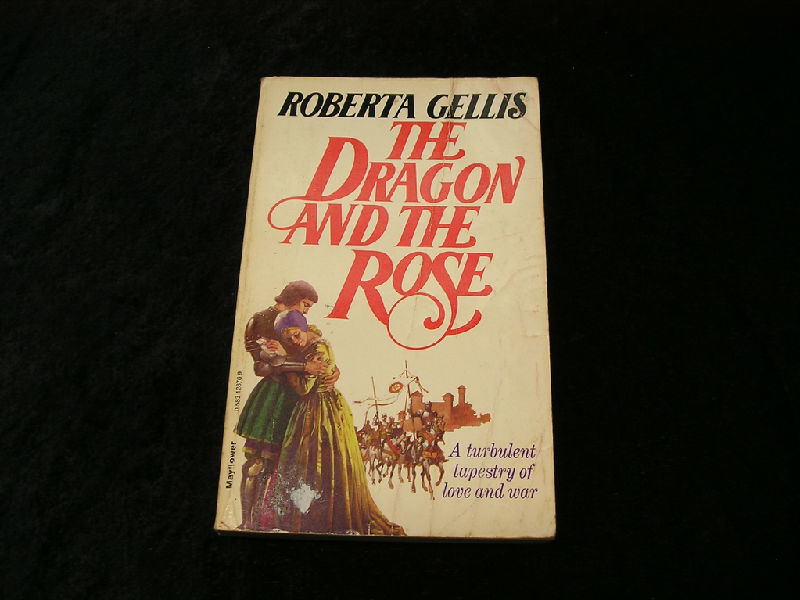 ROBERTA GELLIS
THE
DRAGON
AND THE
ROSE
A turbulent
tapestry of
love and war
Mayflower